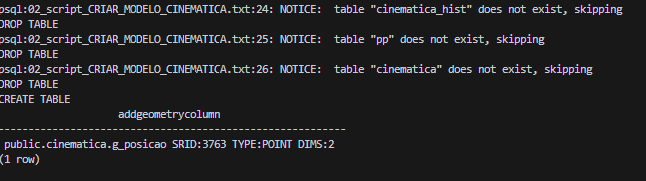 psql:02_script_CRIAR_MODELO_CINEMATICA.txt:24: NOTICE:  table "cinematica_hist" does not exist, skipping
DROP TABLE
psql:02_script_CRIAR_MODELO_CINEMATICA.txt:25: NOTICE:  table "pp" does not exist, skipping
DROP TABLE
psql:02_script_CRIAR_MODELO_CINEMATICA.txt:26: NOTICE:  table "cinematica" does not exist, skipping
DROP TABLE
CREATE TABLE
addgeometrycolumn
----------------------------------------------------------
public.cinematica.g_posicao SRID:3763 TYPE:POINT DIMS:2
(1 row)